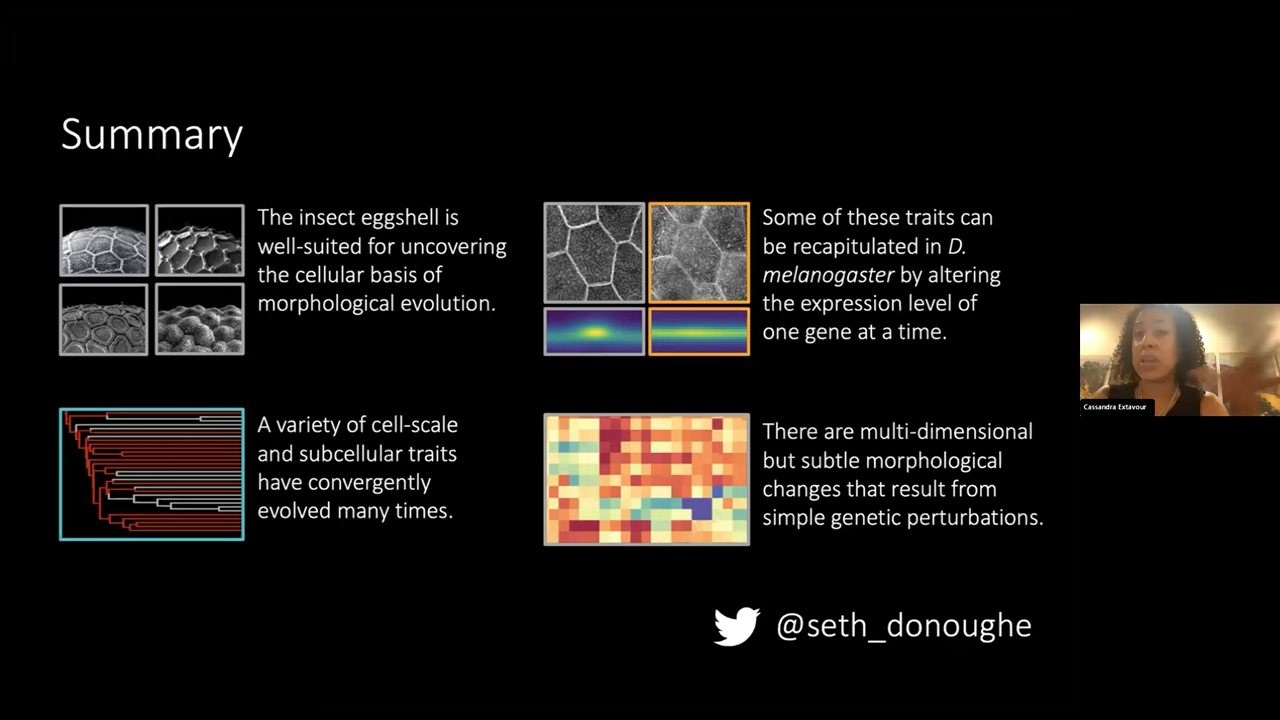 Summary
The insect eggshell is
well-suited for uncovering
the cellular basis of
morphological evolution.
Some of these traits can
be recapitulated in D.
melanogaster by altering
the expression level of
one gene at a time.
A variety of cell-scale
and subcellular traits
have convergently
evolved many times.
There are multi-dimensional
but subtle morphological
changes that result from
simple genetic perturbations.
@seth_donoughe
Cassandra Extavour